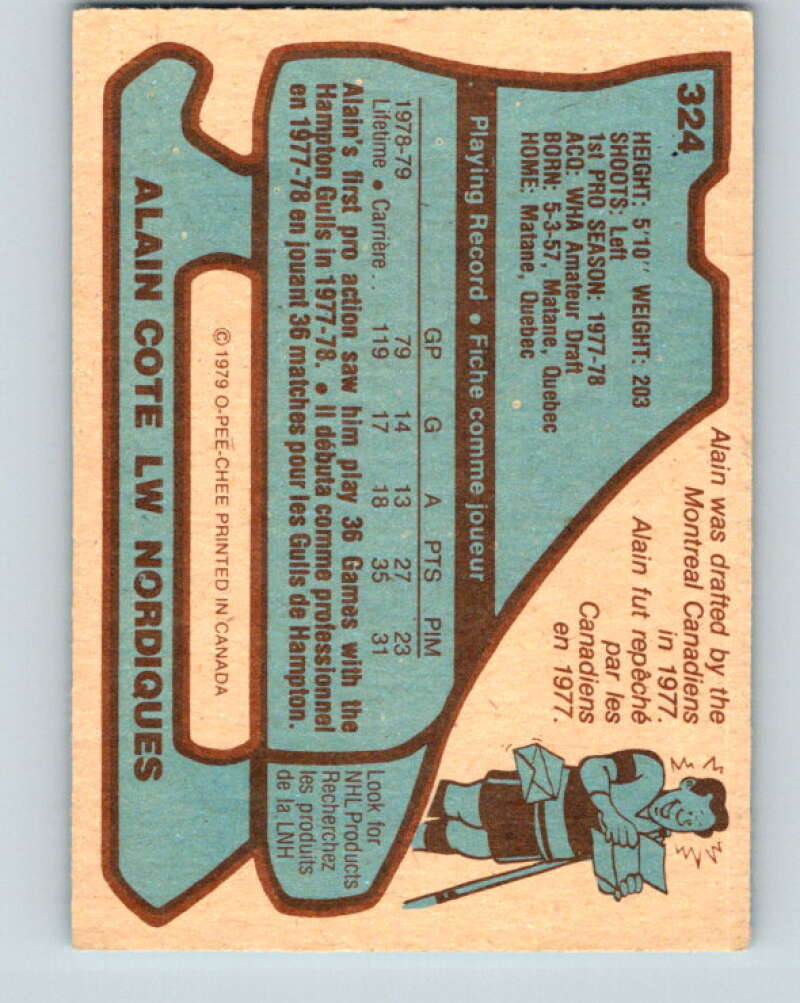 324
HEIGHT: 5'10" WEIGHT: 203
SHOOTS: Left
1st PRO SEASON: 1977-78
ACQ: WHA Amateur Draft
BORN: 5-3-57, Matane, Quebec
HOME: Matane, Quebec
Alain was drafted by the
Montreal Canadiens
in 1977.
Alain fut repêché
par les
Canadiens
en 1977.
Playing Record • Fiche comme joueur
GP G A PTS PIM
1978-79 79 14 13 27 23
Lifetime • Carrière . . 119 17 18 35 31
Alain's first pro action saw him play 36 Games with the
Hampton Gulls in 1977-78. • Il débuta comme professionnel
en 1977-78 en jouant 36 matches pour les Gulls de Hampton.
Look for
NHL Products
Recherchez
les produits
de la LNH
© 1979 O-PEE-CHEE PRINTED IN CANADA
ALAIN COTE LW NORDIQUES